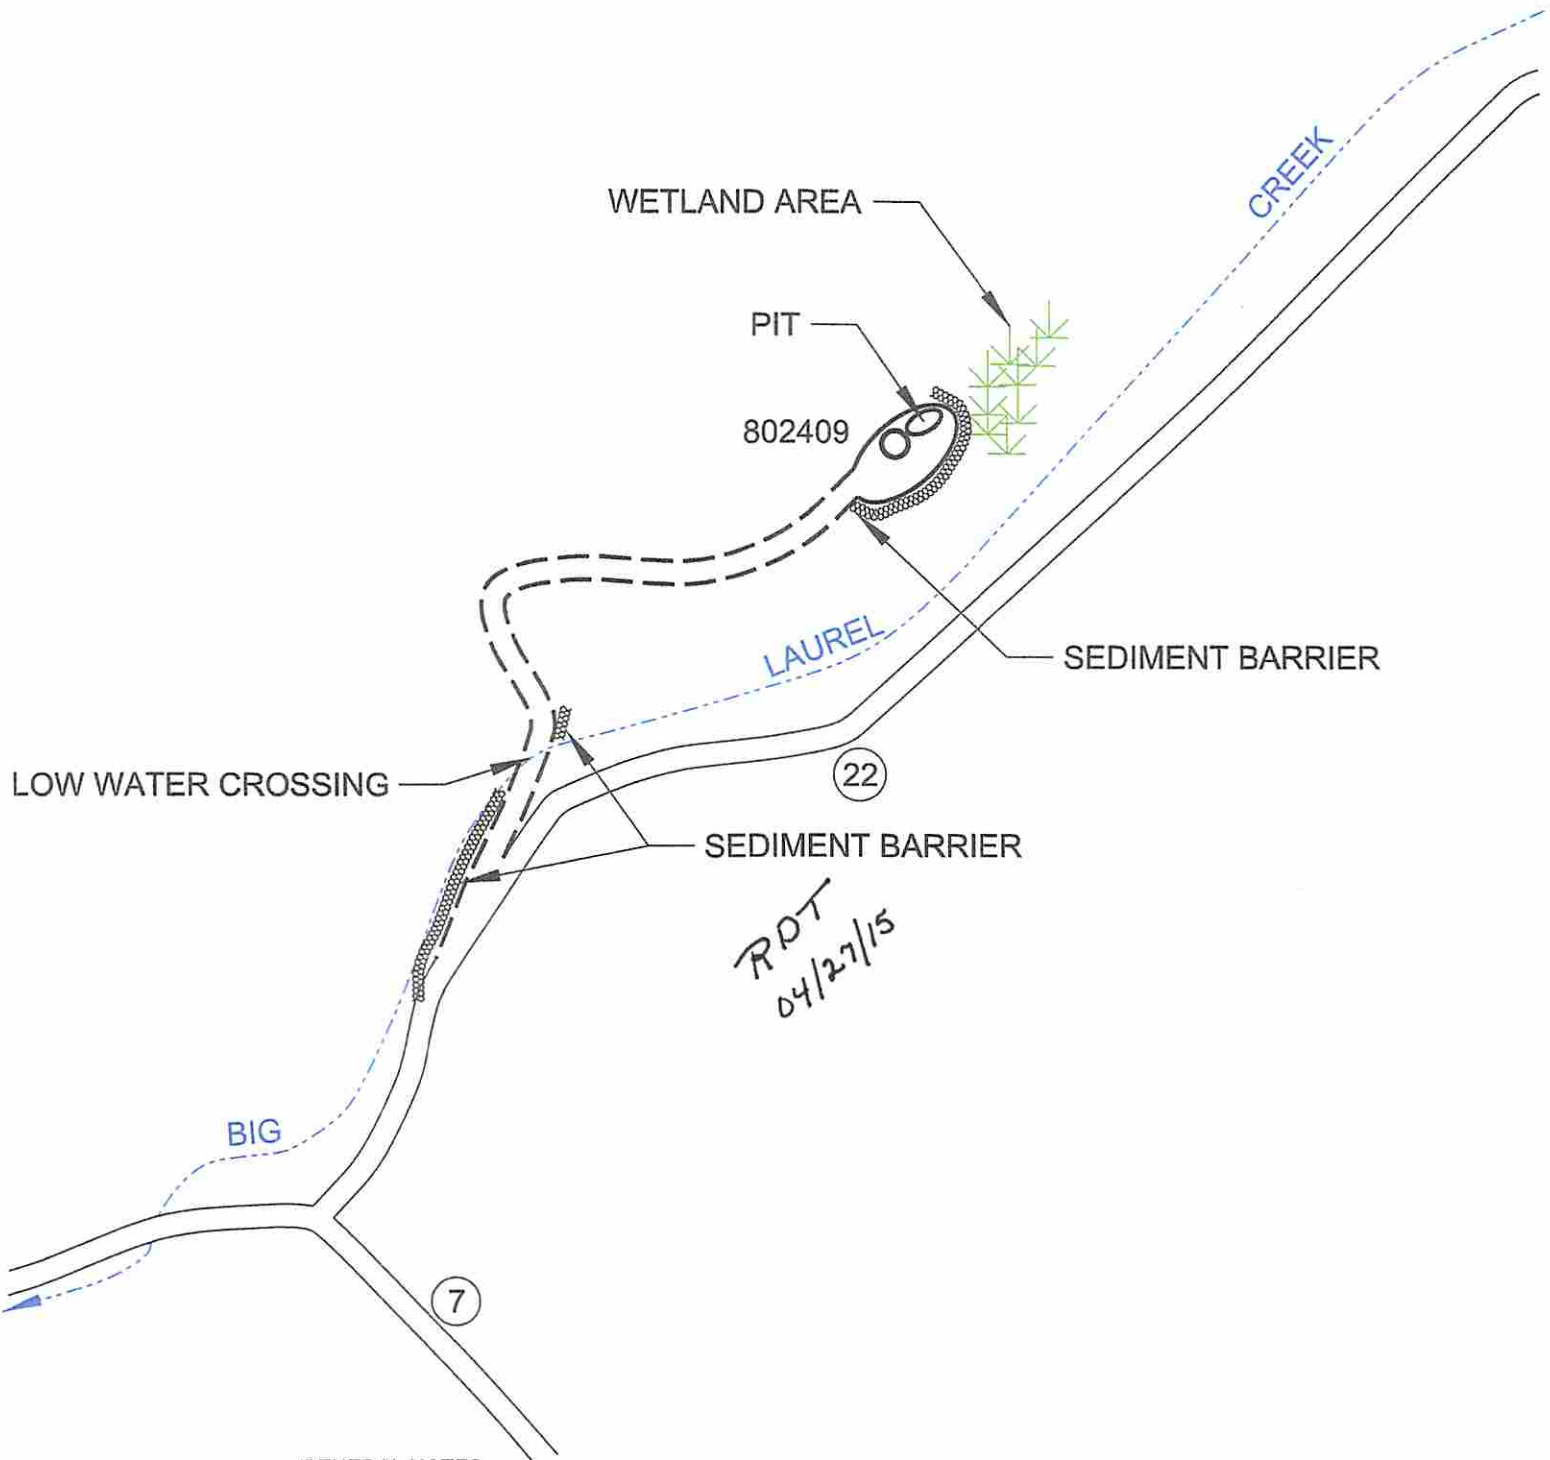 CREEK
WETLAND AREA
PIT
802409
LAUREL
SEDIMENT BARRIER
22
LOW WATER CROSSING
SEDIMENT BARRIER
RDT
04/27/15
BIG
7